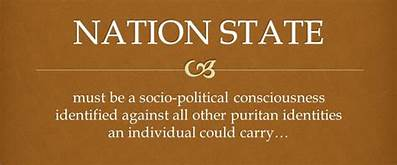 NATION STATE
must be a socio-political consciousness
identified against all other puritan identities
an individual could carry…